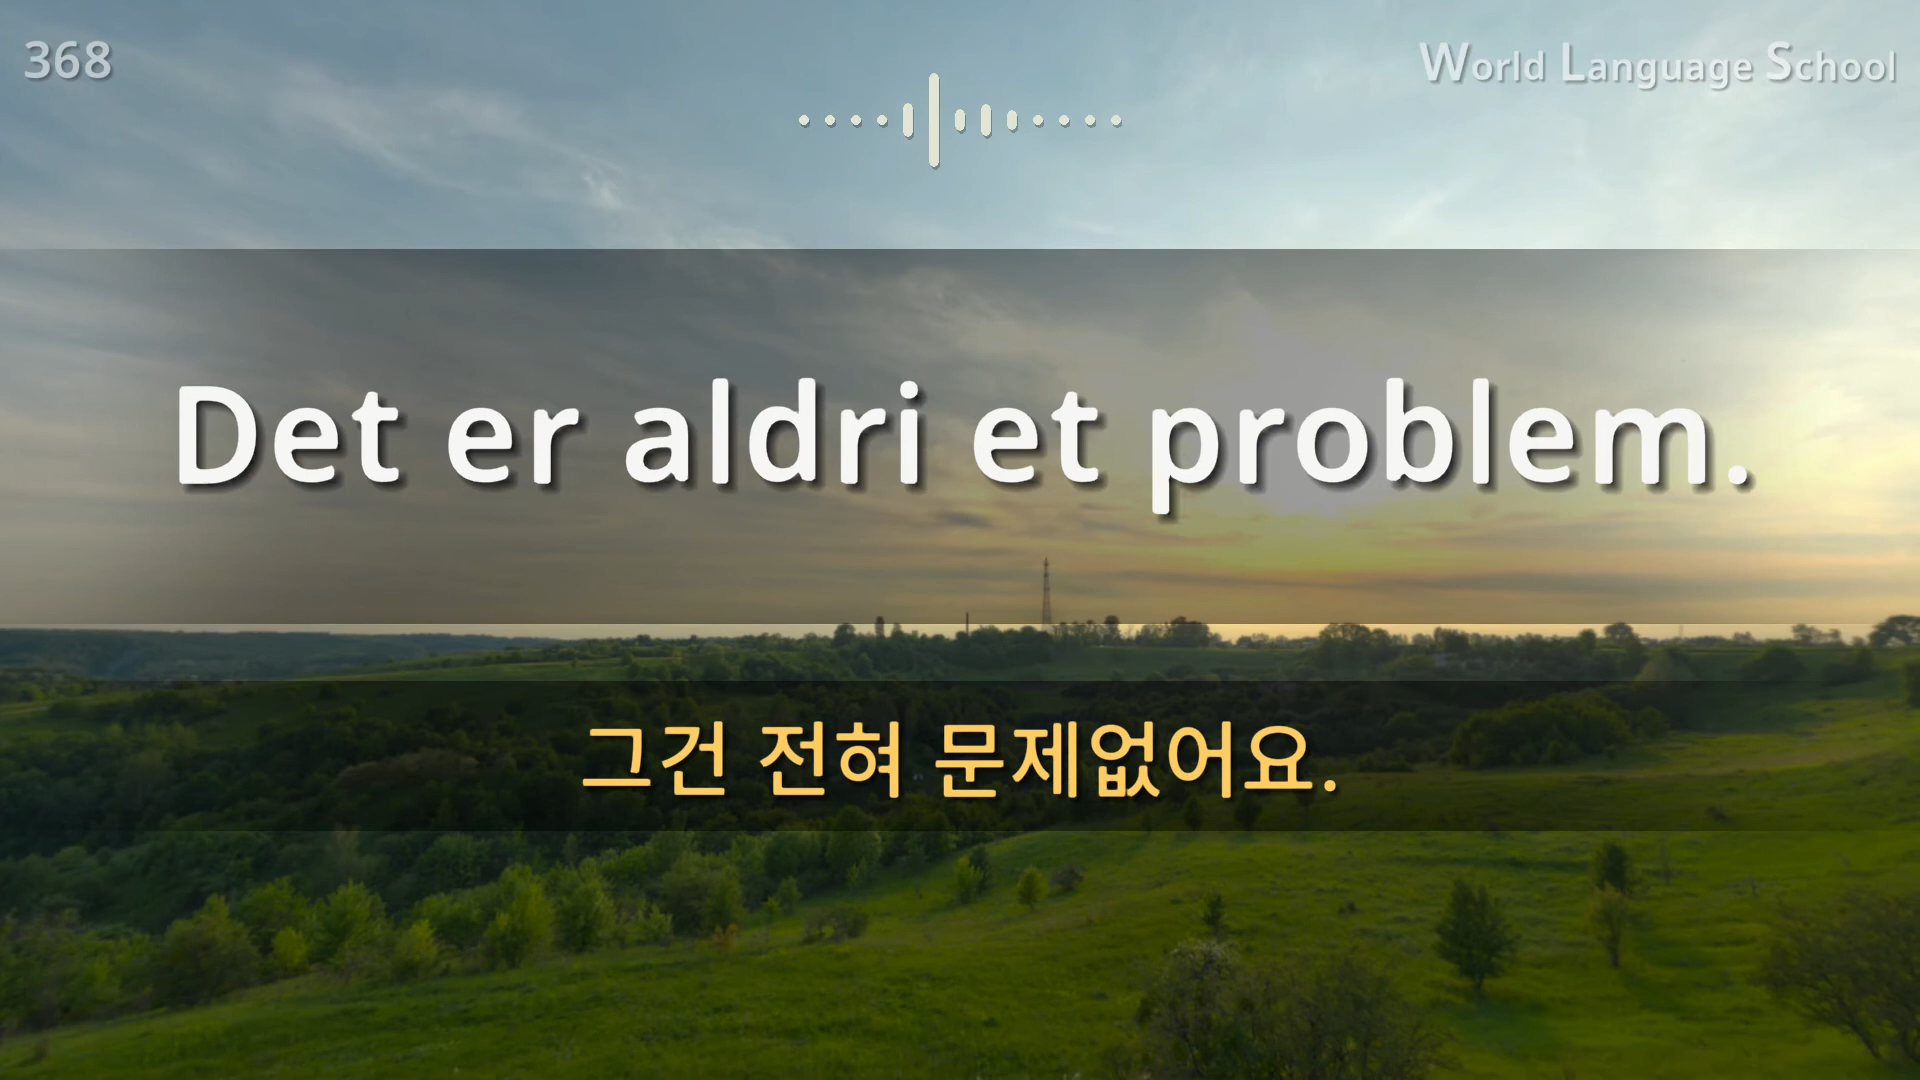 368
World Language School
Det er aldri et problem.
그건 전혀 문제없어요.